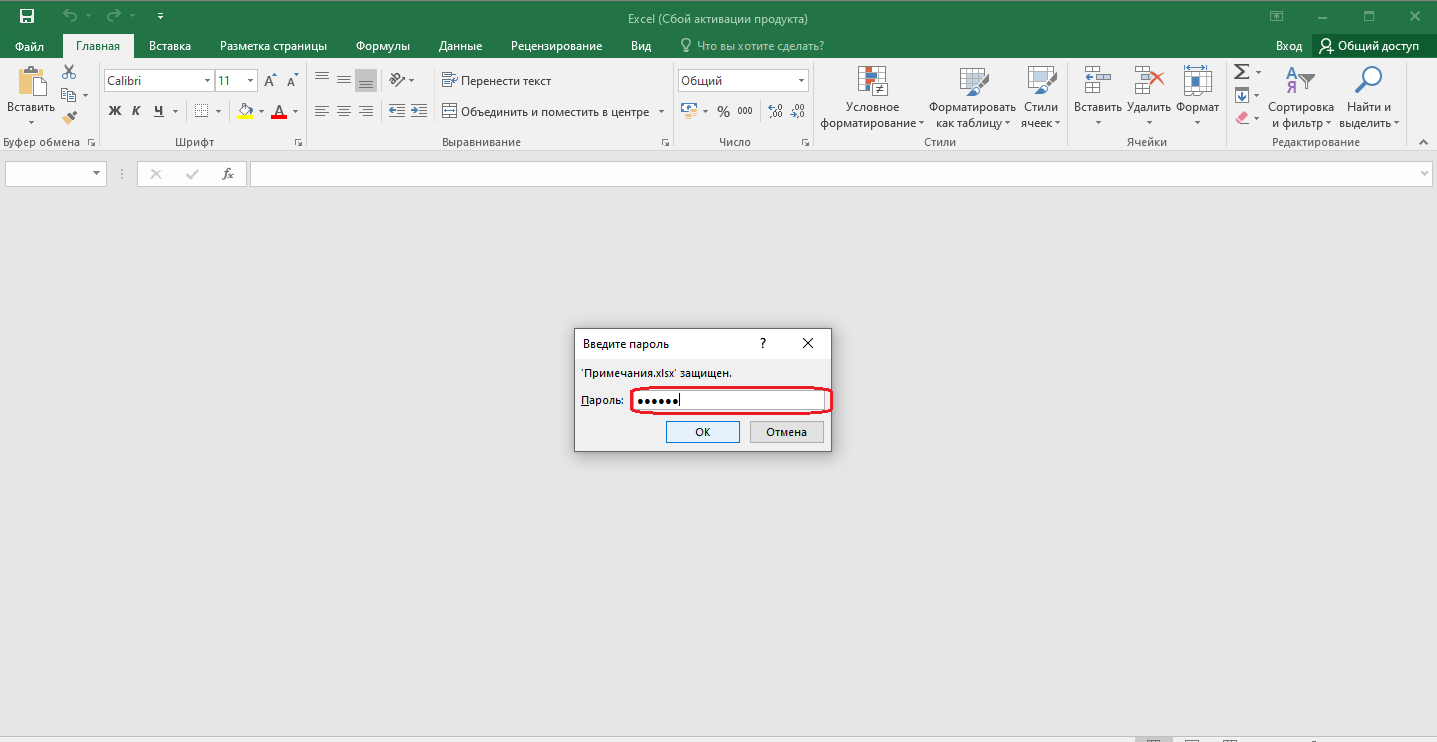 Excel (Сбой активации продукта)
Файл Главная Вставка Разметка страницы Формулы Данные Рецензирование Вид Что вы хотите сделать? Вход Общий доступ
Вставить
Буфер обмена
Calibri 11
Ж К Ч А
Шрифт
Перенести текст
Объединить и поместить в центре
Выравнивание
Общий
% 000 ,00 ,00
Число
Условное форматирование
Форматировать как таблицу
Стили ячеек
Стили
Вставить Удалить Формат
Ячейки
Сортировка и фильтр
Найти и выделить
Редактирование
fx
Введите пароль ?
'Примечания.xlsx' защищен.
Пароль: ●●●●●●
ОК Отмена